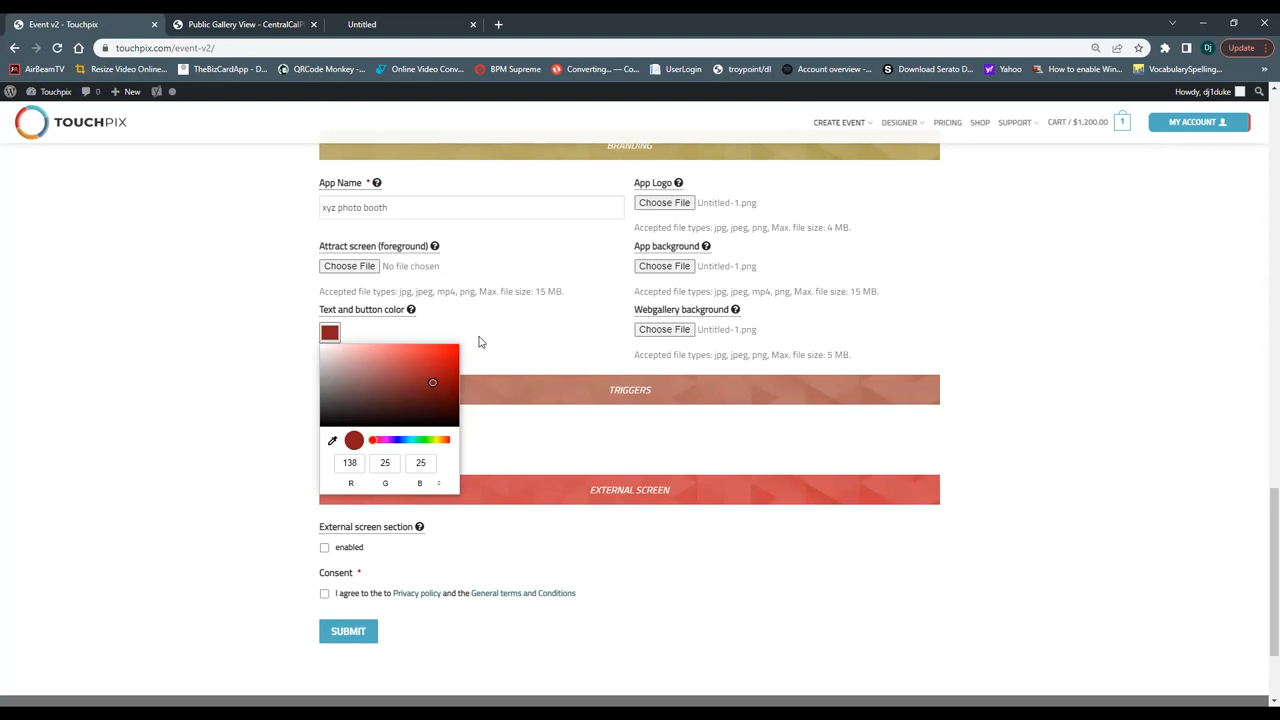 Event v2 - Touchpix
Public Gallery View - CentralCalP
Untitled
touchpix.com/event-v2/
Dj
Update
AirBeamTV
Resize Video Online...
A - TheBizCardApp - D...
QRCode Monkey - ...
Online Video Conv...
BPM Supreme
Converting... — Co...
UserLogin
troypoint/dl
Account overview -...
Download Serato D...
Yahoo
How to enable Win...
VocabularySpelling...
Touchpix
0
New
Howdy, dj1duke
TOUCHPIX
CREATE EVENT
DESIGNER
PRICING
SHOP
SUPPORT
CART / $1,200.00
1
MY ACCOUNT
BRANDING
App Name *
App Logo
xyz photo booth
Choose File Untitled-1.png
Accepted file types: jpg, jpeg, png, Max. file size: 4 MB.
Attract screen (foreground)
App background
Choose File No file chosen
Choose File Untitled-1.png
Accepted file types: jpg, jpeg, mp4, png, Max. file size: 15 MB.
Accepted file types: jpg, jpeg, mp4, png, Max. file size: 15 MB.
Text and button color
Webgallery background
Choose File Untitled-1.png
Accepted file types: jpg, jpeg, png, Max. file size: 5 MB.
TRIGGERS
138 25 25
R G B
EXTERNAL SCREEN
External screen section
enabled
Consent *
I agree to the to Privacy policy and the General terms and Conditions
SUBMIT